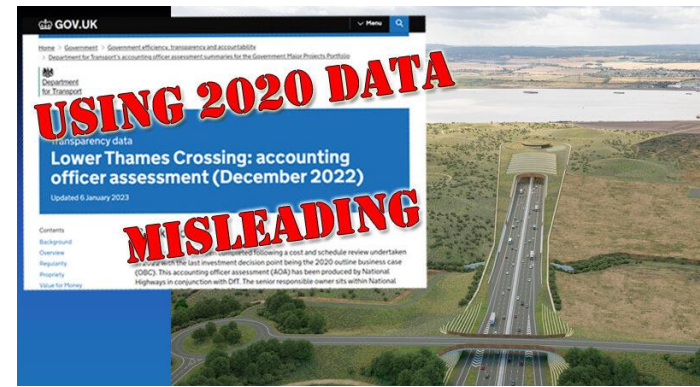 GOV.UK
Menu
Home > Government > Government efficiency, transparency and accountability
> Department for Transport's accounting officer assessment summaries for the Government Major Projects Portfolio
Department
for Transport
USING 2020 DATA
Transparency data
Lower Thames Crossing: accounting
officer assessment (December 2022)
Updated 6 January 2023
MISLEADING
Contents
Background
Overview
Regularity
Propriety
Value for Money
completed following a cost and schedule review undertaken
2022 with the last investment decision point being the 2020 outline business case
(OBC). This accounting officer assessment (AOA) has been produced by National
Highways in conjunction with DfT. The senior responsible owner sits within National